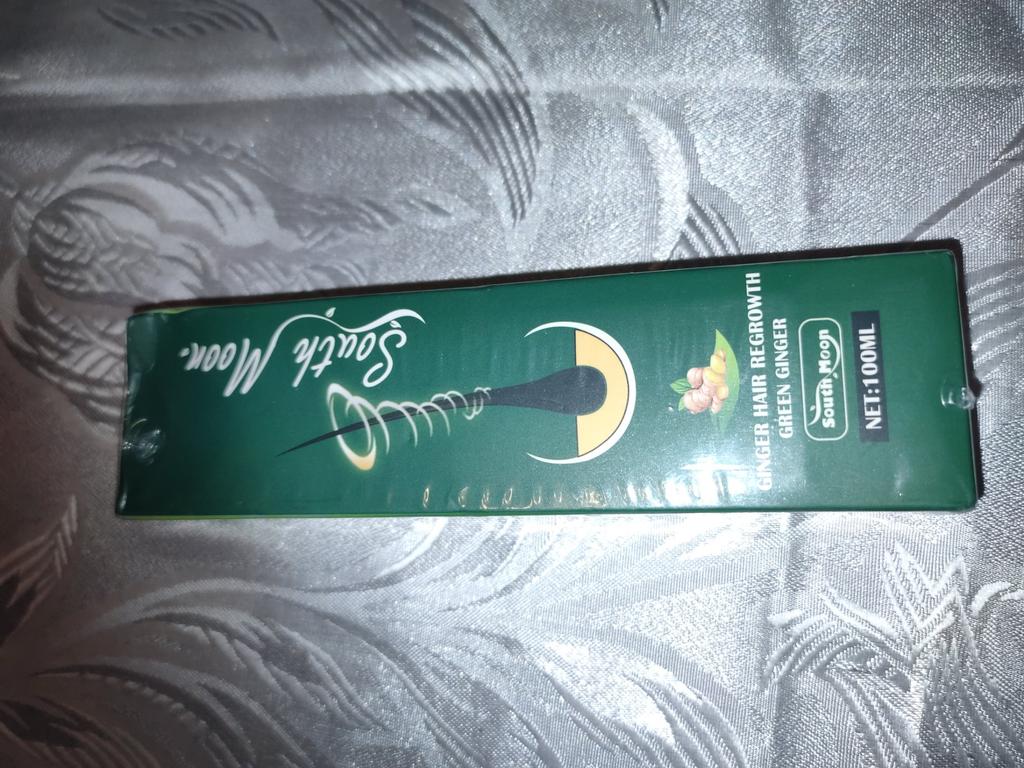 South
Moon.
GINGER HAIR REGROWTH
GREEN GINGER
South Moon
NET:100ML